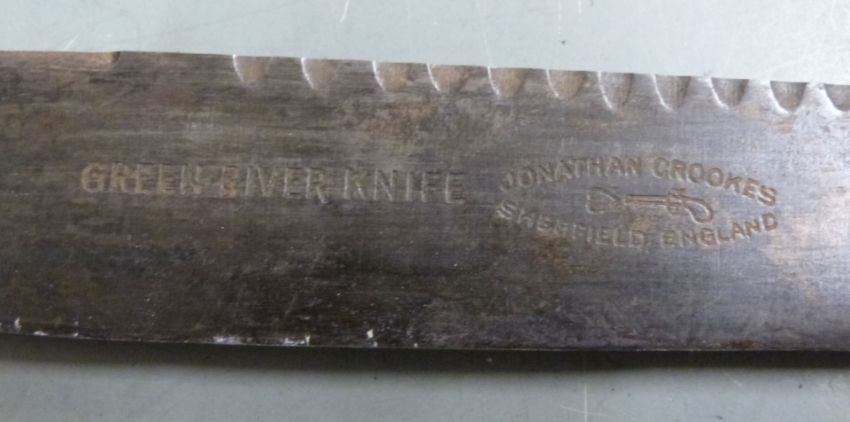 GREEN RIVER KNIFE
JONATHAN CROOKES
SHEFFIELD ENGLAND